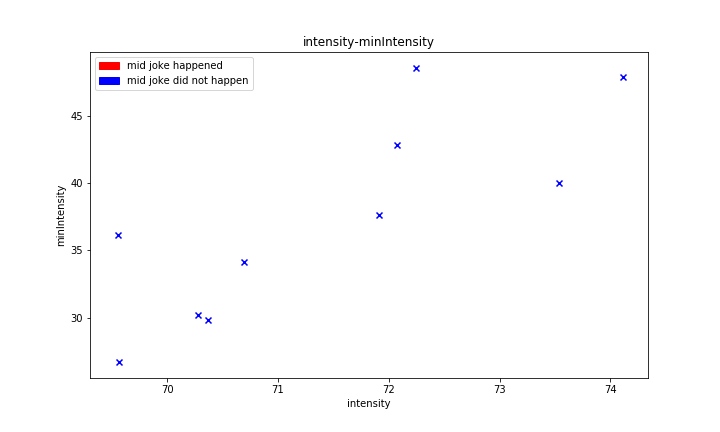 intensity-minIntensity
mid joke happened
mid joke did not happen
45
40
35
30
minIntensity
70
71
72
73
74
intensity